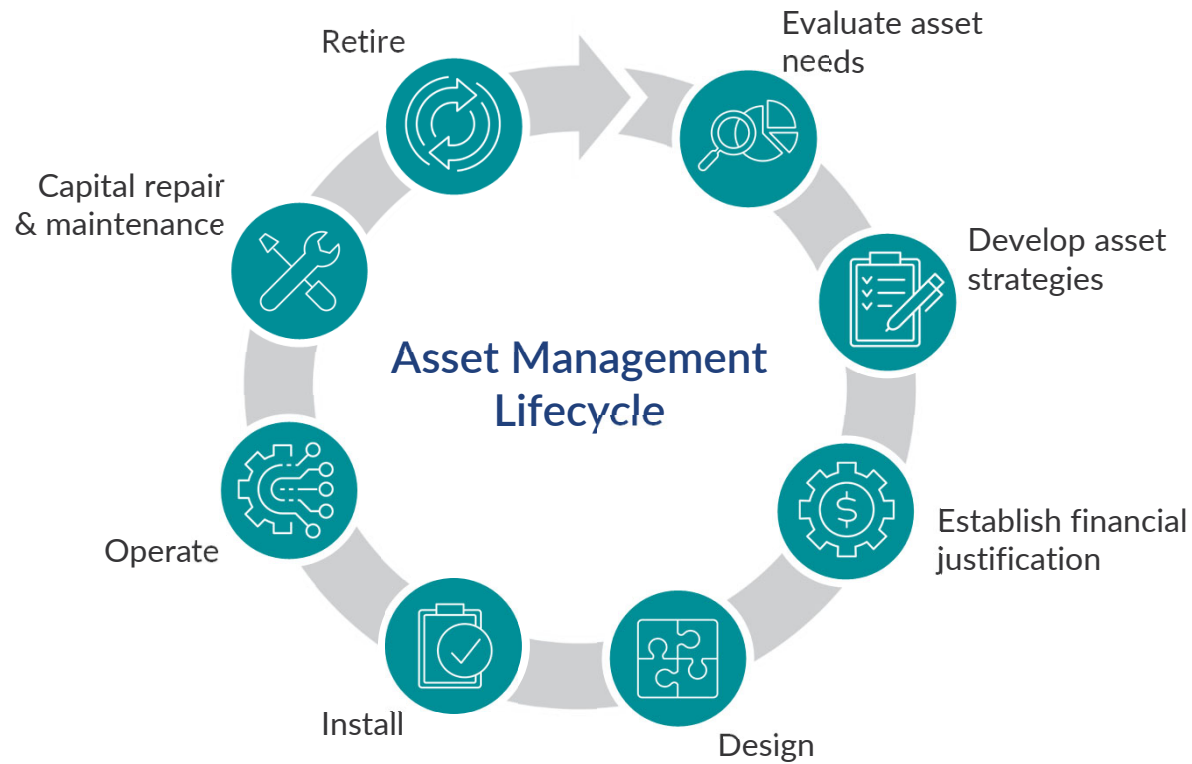 Asset Management
Lifecycle
Evaluate asset
needs
Develop asset
strategies
Establish financial
justification
Design
Install
Operate
Capital repair
& maintenance
Retire
$